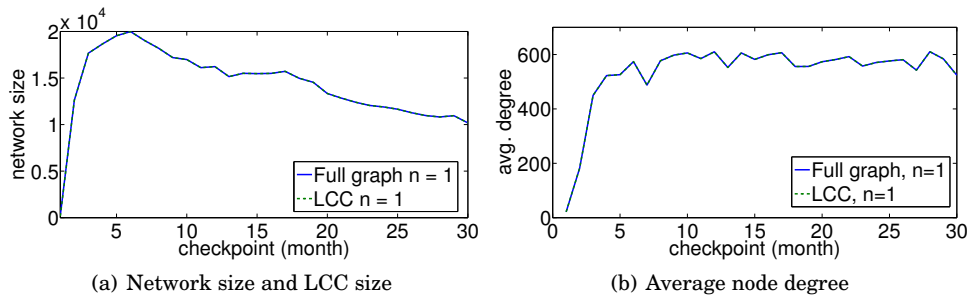 x 10⁴
2
1.5
1
0.5
0
network size
5 10 15 20 25 30
checkpoint (month)
Full graph n = 1
LCC n = 1
(a) Network size and LCC size
600
400
200
0
avg. degree
0 5 10 15 20 25 30
checkpoint (month)
Full graph, n=1
LCC, n=1
(b) Average node degree